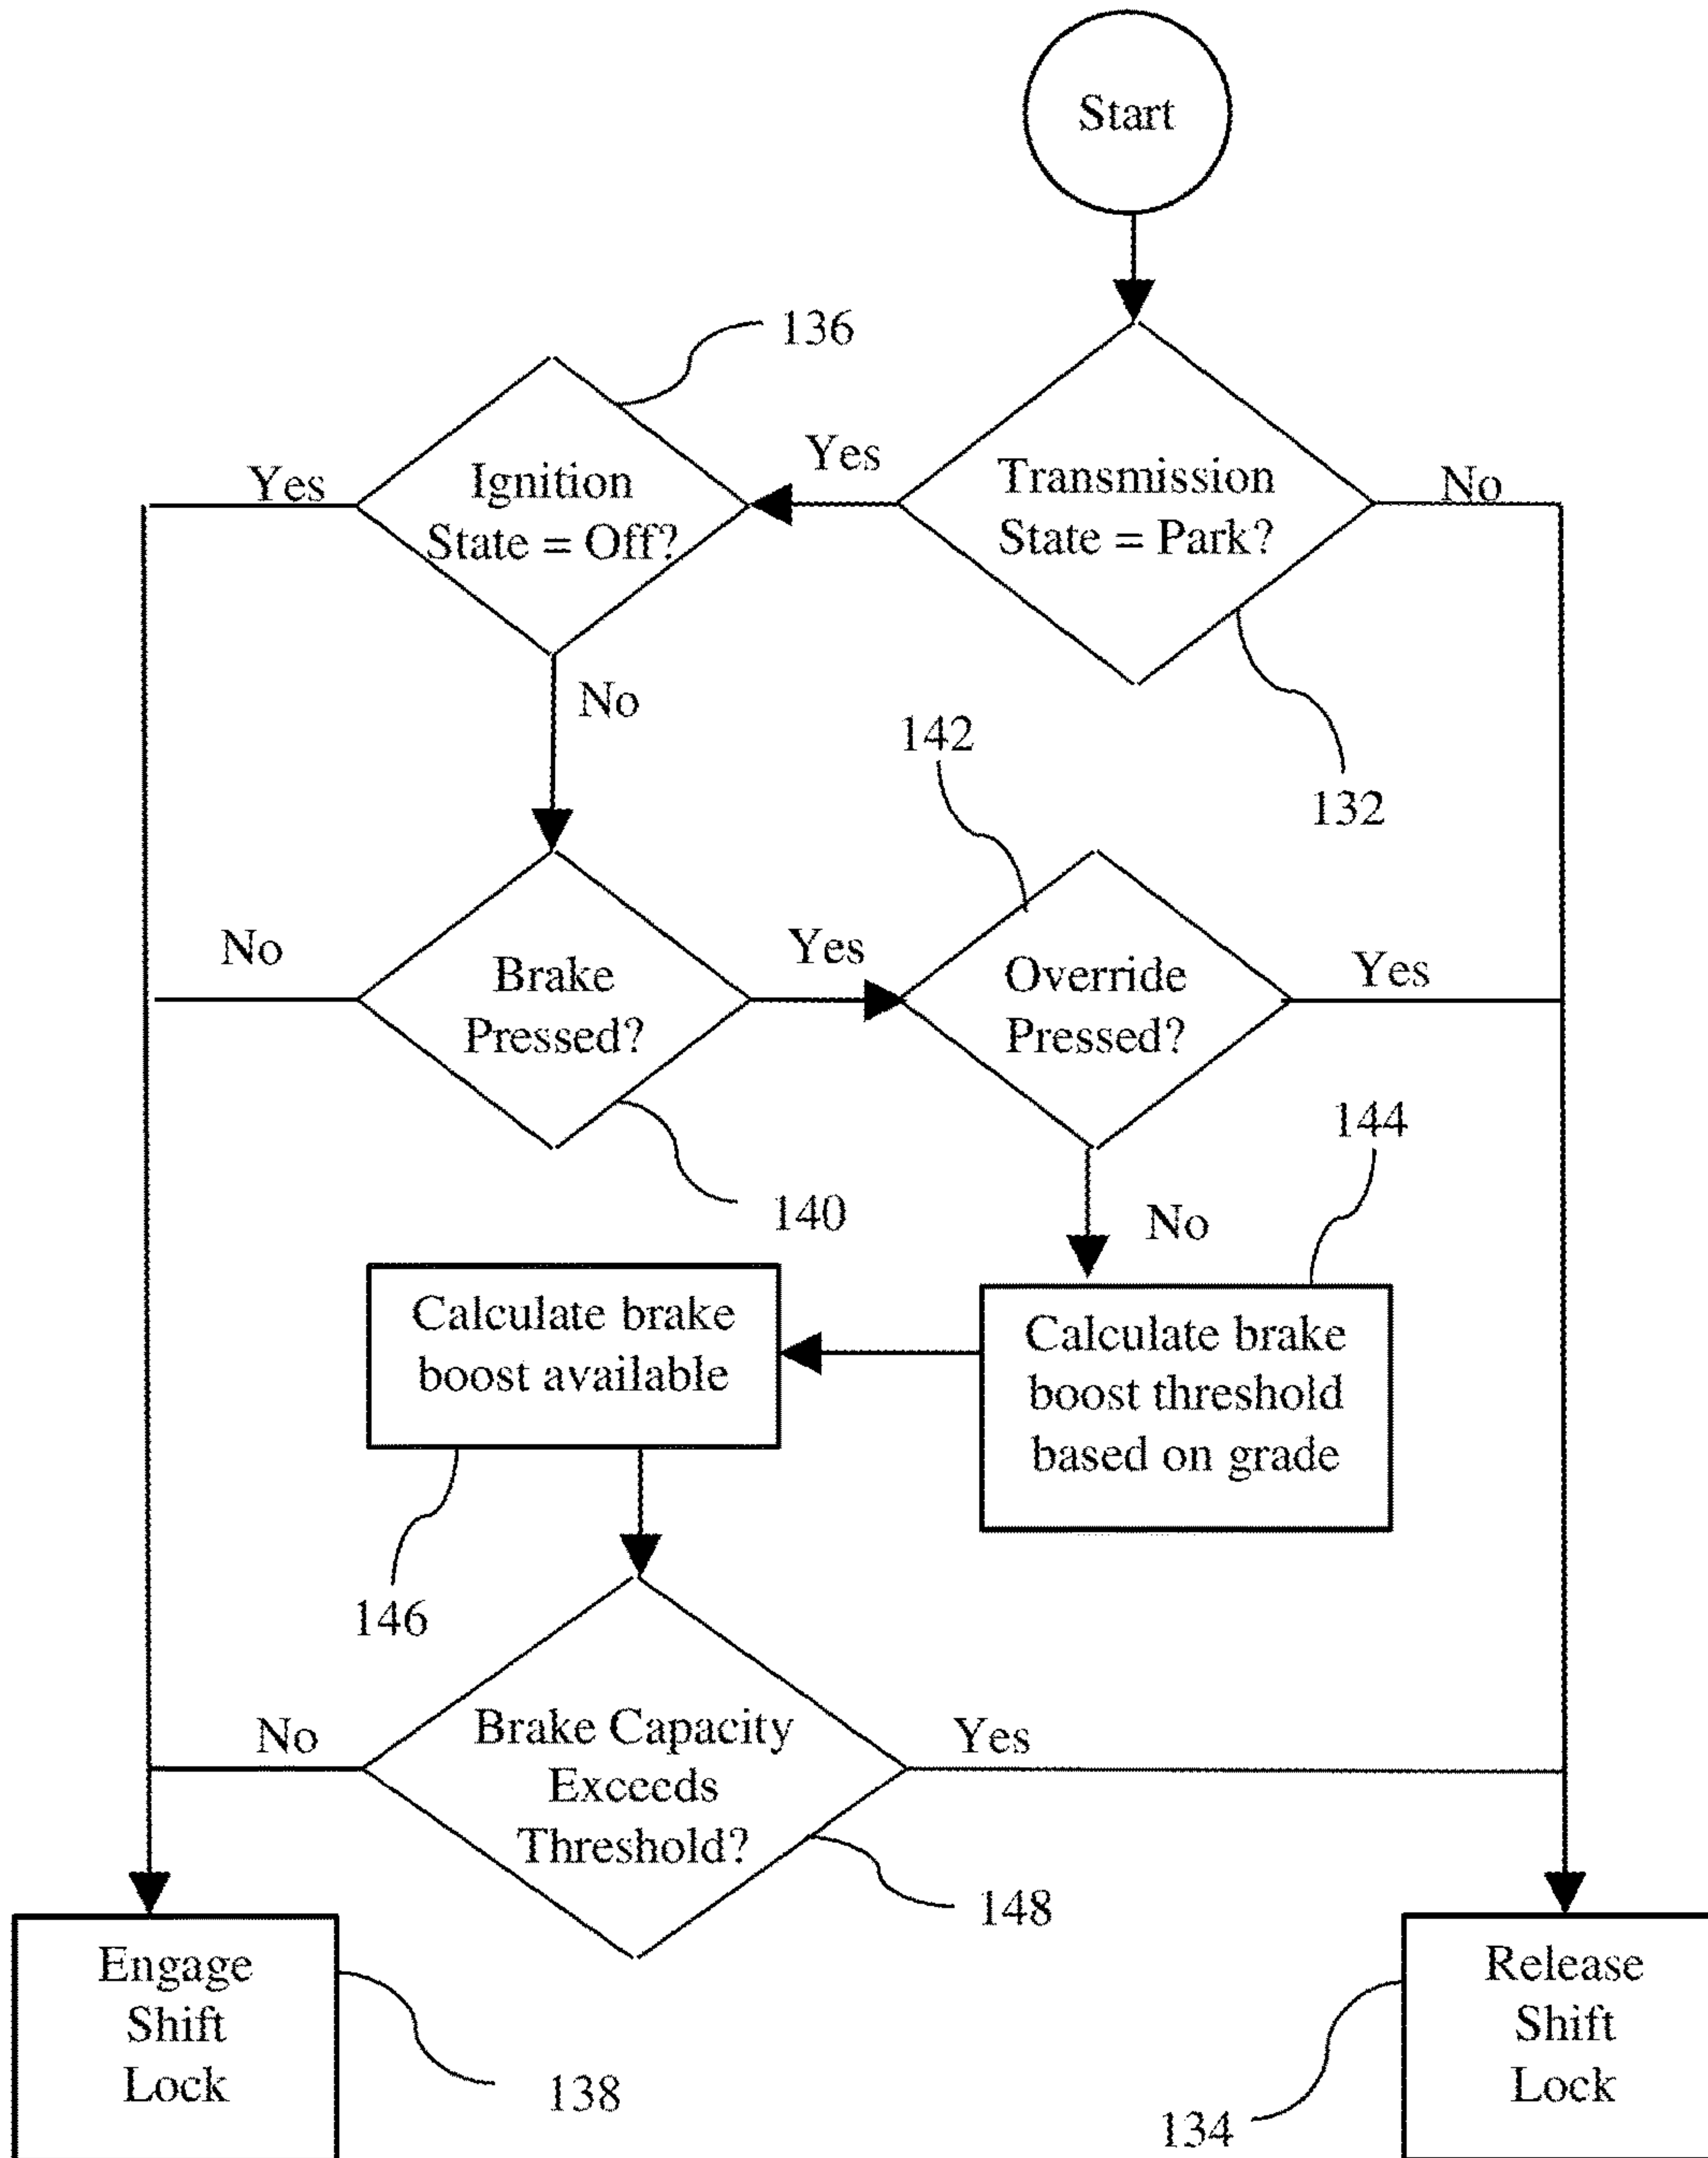 Start
136
Yes
Ignition
State = Off?
Yes
Transmission
State = Park?
No
No
142
132
No
Brake
Pressed?
Yes
Override
Pressed?
Yes
144
140
No
Calculate brake
boost available
Calculate brake
boost threshold
based on grade
146
No
Brake Capacity
Exceeds
Threshold?
Yes
148
Engage
Shift
Lock
138
Release
Shift
Lock
134